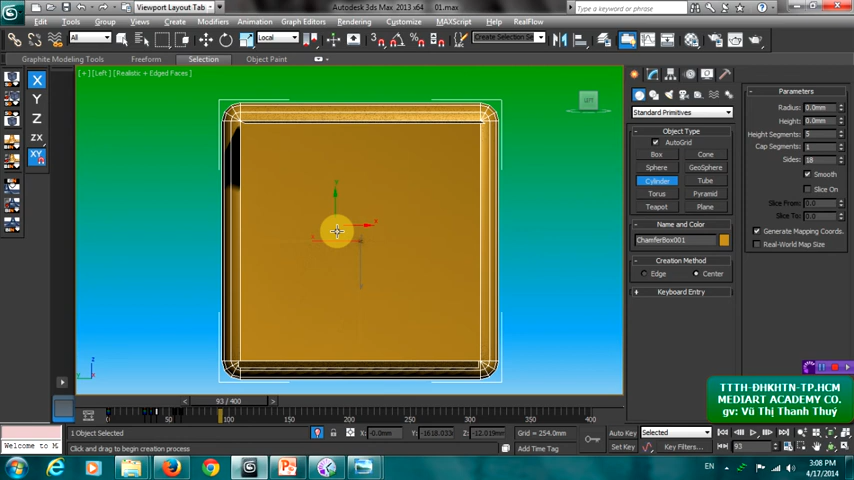 Viewport Layout Tab
Autodesk 3ds Max 2013 x64    01.max
Type a keyword or phrase
Edit Tools Group Views Create Modifiers Animation Graph Editors Rendering Customize MAXScript Help RealFlow
All
Local
Create Selection Se
Graphite Modeling Tools Freeform Selection Object Paint
[+] [Left] [Realistic + Edged Faces]
X
Y
Z
ZX
XY
Standard Primitives
Object Type
AutoGrid
Box Cone
Sphere GeoSphere
Cylinder Tube
Torus Pyramid
Teapot Plane
Name and Color
ChamferBox001
Creation Method
Edge Center
Keyboard Entry
Parameters
Radius: 0.0mm
Height: 0.0mm
Height Segments: 5
Cap Segments: 1
Sides: 18
Smooth
Slice On
Slice From: 0.0
Slice To: 0.0
Generate Mapping Coords.
Real-World Map Size
TTTH-ĐHKHTN-TP.HCM
MEDIART ACADEMY CO.
gv: Vũ Thị Thanh Thuý
93 / 400
0 50 100 150 200 250 300 350 400
1 Object Selected
X: -0.0mm Y: -1618.033 Z: -12.019mm Grid = 254.0mm
Auto Key Selected
Welcome to M
Click and drag to begin creation process
Add Time Tag
Set Key Key Filters...
93
EN
3:08 PM
4/17/2014